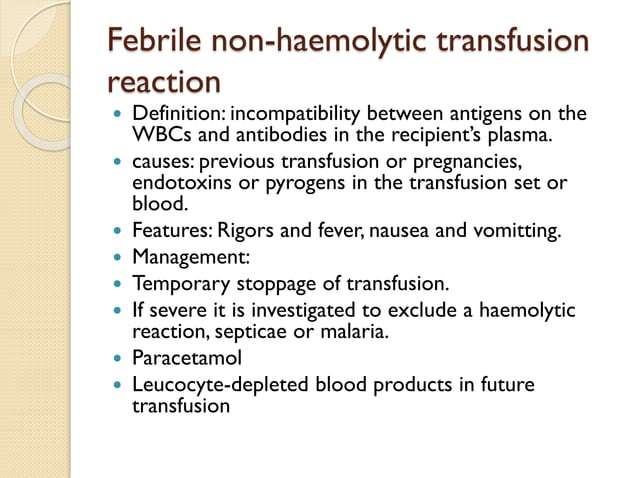 Febrile non-haemolytic transfusion
reaction
• Definition: incompatibility between antigens on the
WBCs and antibodies in the recipient's plasma.
• causes: previous transfusion or pregnancies,
endotoxins or pyrogens in the transfusion set or
blood.
• Features: Rigors and fever, nausea and vomitting.
• Management:
• Temporary stoppage of transfusion.
• If severe it is investigated to exclude a haemolytic
reaction, septicae or malaria.
• Paracetamol
• Leucocyte-depleted blood products in future
transfusion